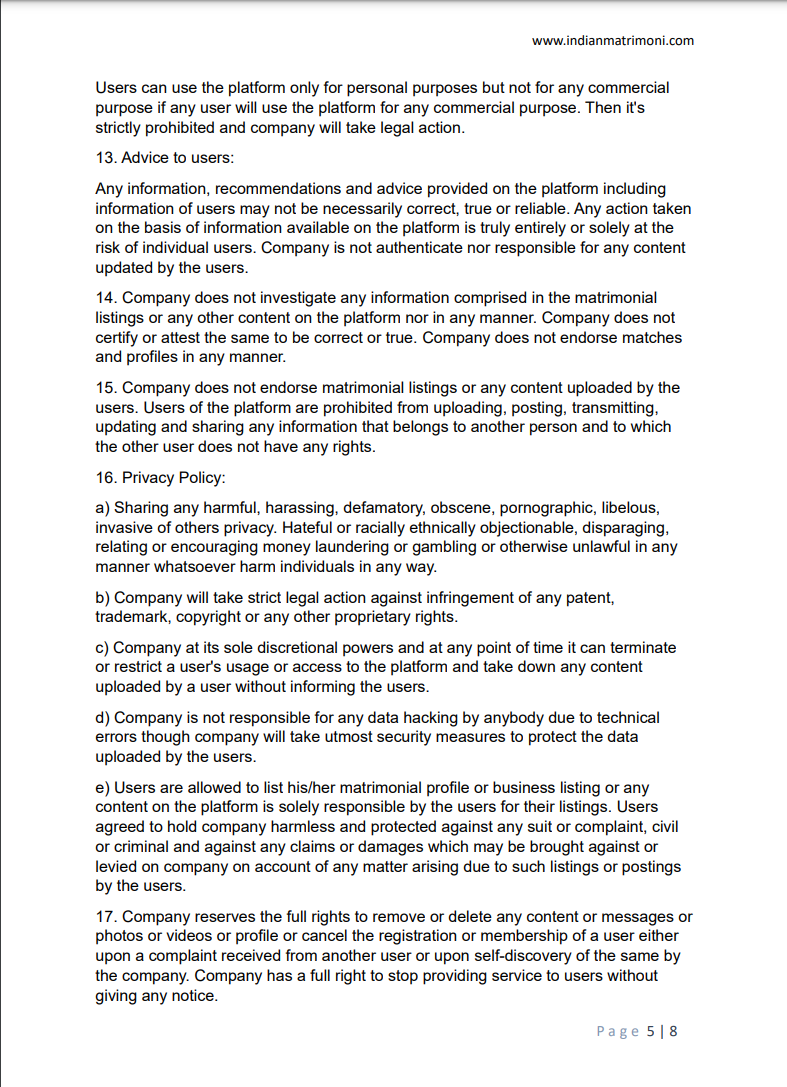 www.indianmatrimoni.com
Users can use the platform only for personal purposes but not for any commercial
purpose if any user will use the platform for any commercial purpose. Then it's
strictly prohibited and company will take legal action.
13. Advice to users:
Any information, recommendations and advice provided on the platform including
information of users may not be necessarily correct, true or reliable. Any action taken
on the basis of information available on the platform is truly entirely or solely at the
risk of individual users. Company is not authenticate nor responsible for any content
updated by the users.
14. Company does not investigate any information comprised in the matrimonial
listings or any other content on the platform nor in any manner. Company does not
certify or attest the same to be correct or true. Company does not endorse matches
and profiles in any manner.
15. Company does not endorse matrimonial listings or any content uploaded by the
users. Users of the platform are prohibited from uploading, posting, transmitting,
updating and sharing any information that belongs to another person and to which
the other user does not have any rights.
16. Privacy Policy:
a) Sharing any harmful, harassing, defamatory, obscene, pornographic, libelous,
invasive of others privacy. Hateful or racially ethnically objectionable, disparaging,
relating or encouraging money laundering or gambling or otherwise unlawful in any
manner whatsoever harm individuals in any way.
b) Company will take strict legal action against infringement of any patent,
trademark, copyright or any other proprietary rights.
c) Company at its sole discretional powers and at any point of time it can terminate
or restrict a user's usage or access to the platform and take down any content
uploaded by a user without informing the users.
d) Company is not responsible for any data hacking by anybody due to technical
errors though company will take utmost security measures to protect the data
uploaded by the users.
e) Users are allowed to list his/her matrimonial profile or business listing or any
content on the platform is solely responsible by the users for their listings. Users
agreed to hold company harmless and protected against any suit or complaint, civil
or criminal and against any claims or damages which may be brought against or
levied on company on account of any matter arising due to such listings or postings
by the users.
17. Company reserves the full rights to remove or delete any content or messages or
photos or videos or profile or cancel the registration or membership of a user either
upon a complaint received from another user or upon self-discovery of the same by
the company. Company has a full right to stop providing service to users without
giving any notice.
Page 5 | 8